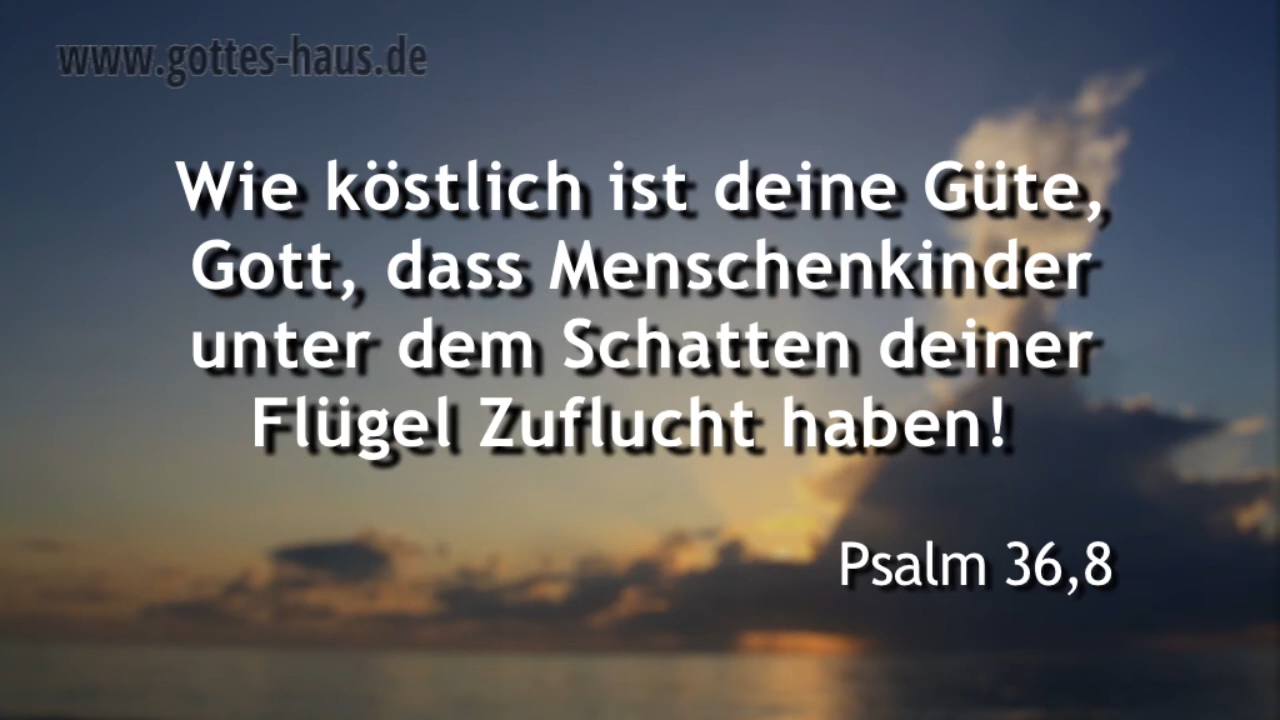 www.gottes-haus.de
Wie köstlich ist deine Güte,
Gott, dass Menschenkinder
unter dem Schatten deiner
Flügel Zuflucht haben!
Psalm 36,8